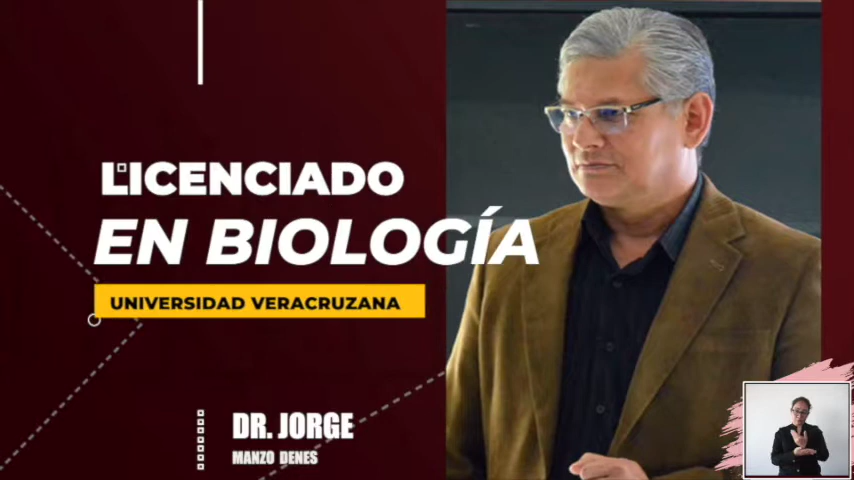 LICENCIADO
EN BIOLOGÍA
UNIVERSIDAD VERACRUZANA
DR. JORGE
MANZO DENES